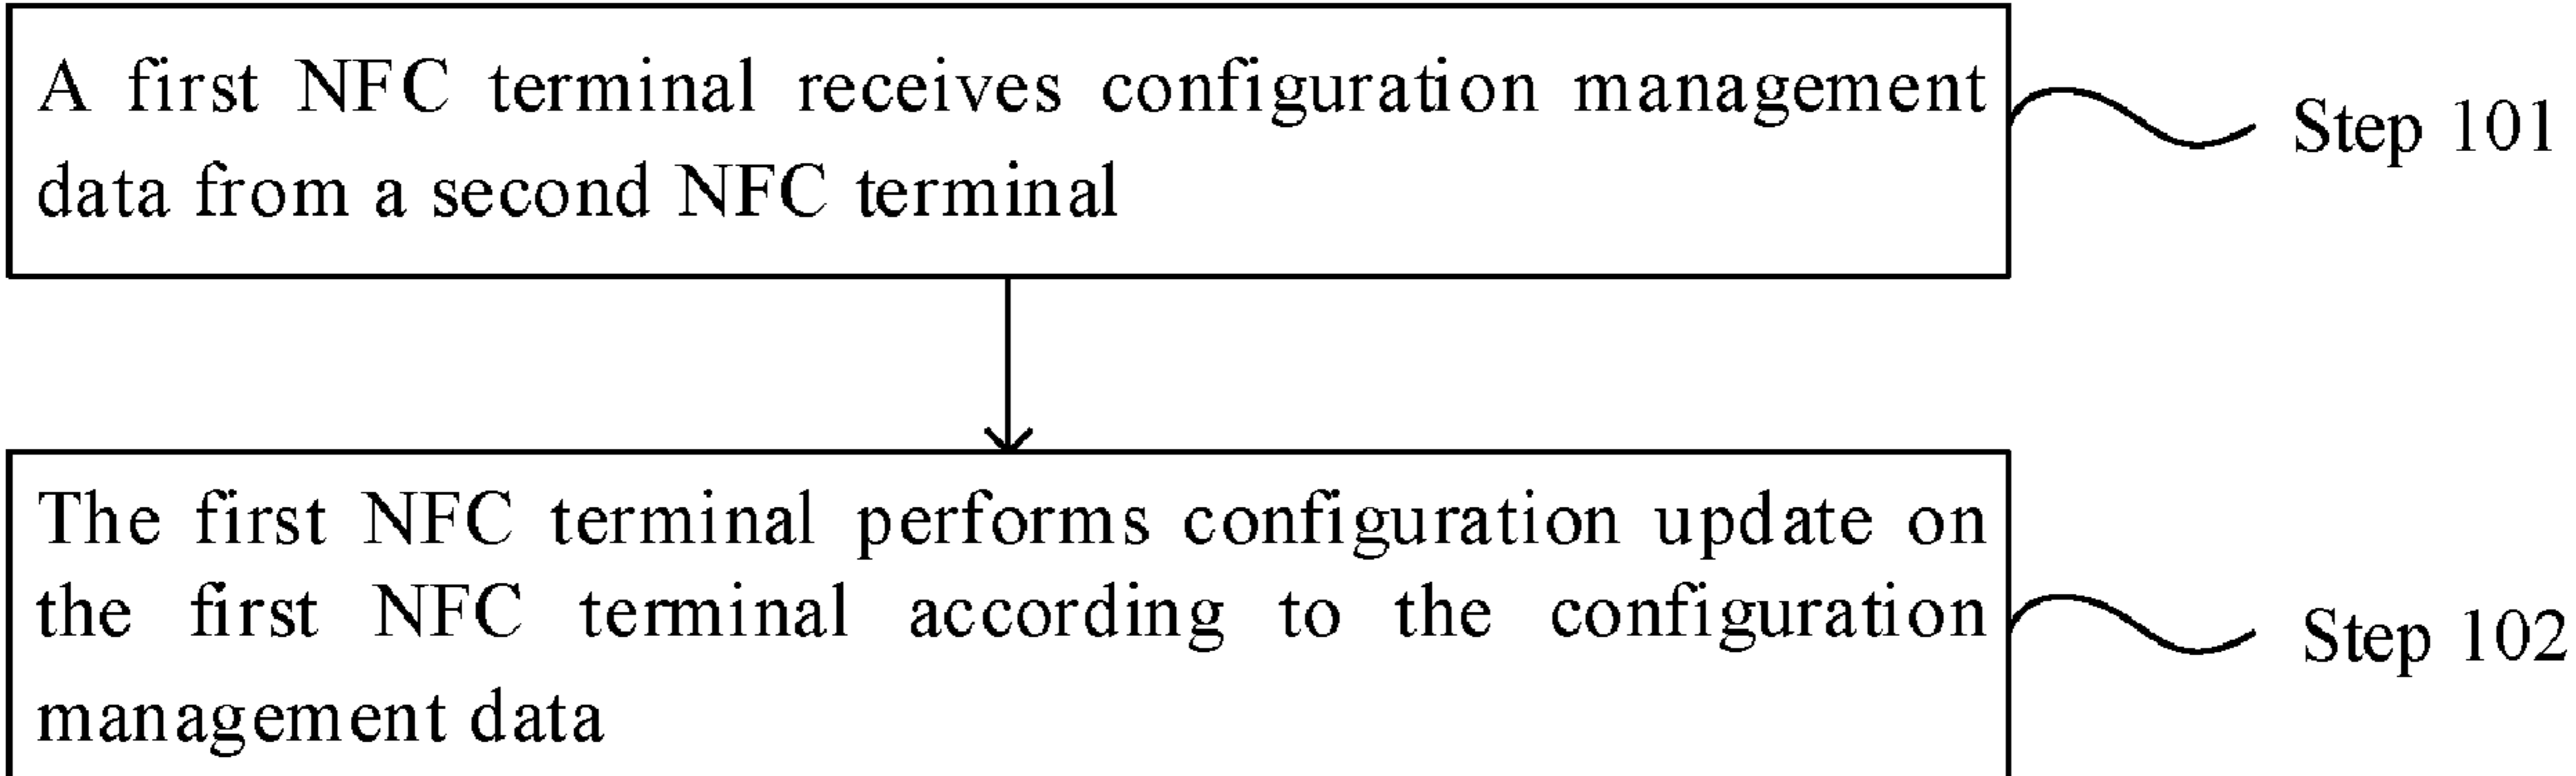 A first NFC terminal receives configuration management
data from a second NFC terminal
Step 101
The first NFC terminal performs configuration update on
the first NFC terminal according to the configuration
management data
Step 102